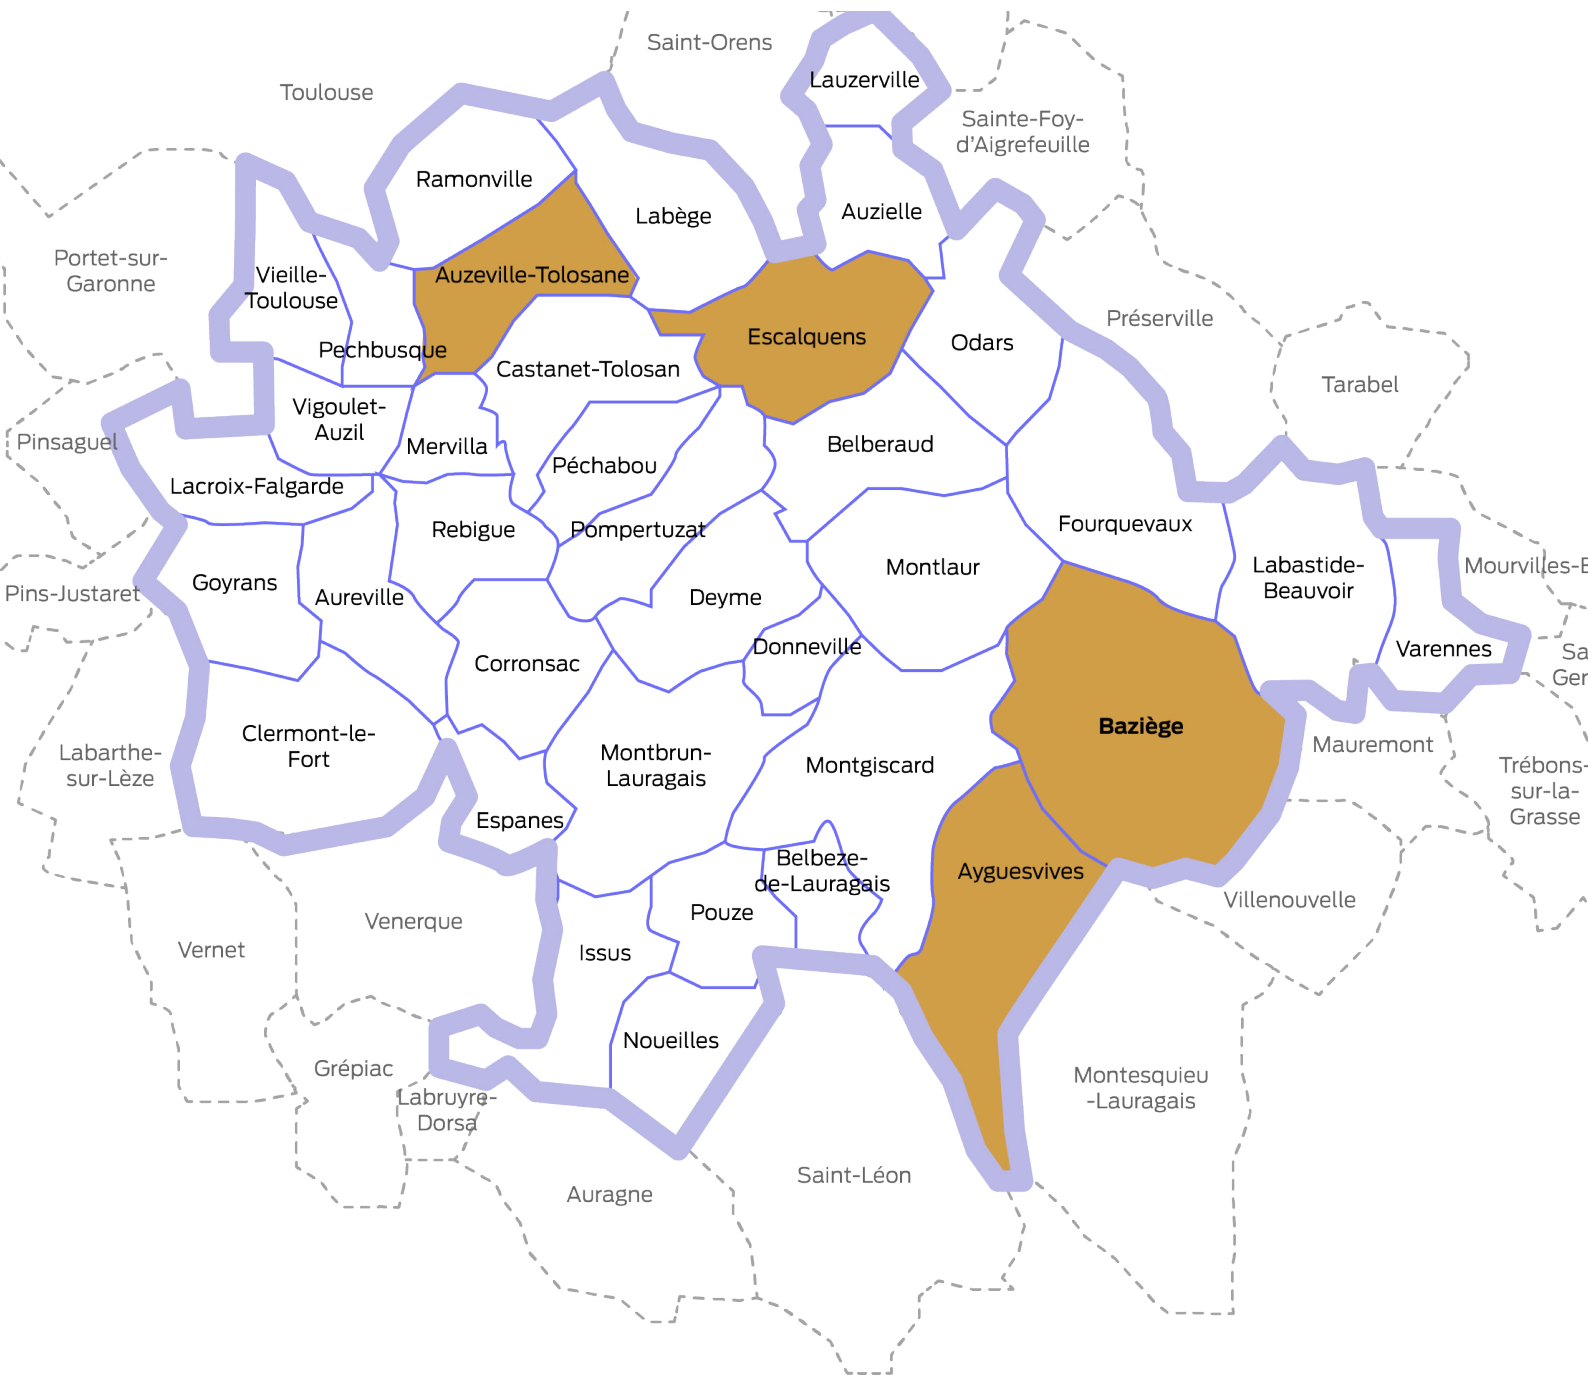 Saint-Orens
Toulouse
Lauzerville
Sainte-Foy-
d'Aigrefeuille
Ramonville
Labège
Auzielle
Portet-sur-
Garonne
Vieille-
Toulouse
Auzeville-Tolosane
Préserville
Escalquens
Odars
Pechbusque
Castanet-Tolosan
Tarabel
Vigoulet-
Auzil
Pinsaguel
Mervilla
Belberaud
Péchabou
Lacroix-Falgarde
Rebigue
Pompertuzat
Fourquevaux
Montlaur
Labastide-
Beauvoir
Mourvilles-B
Pins-Justaret
Goyrans
Aureville
Deyme
Donneville
Varennes
Sa
Ger
Corronsac
Baziège
Clermont-le-
Fort
Labarthe-
sur-Lèze
Montbrun-
Lauragais
Montgiscard
Mauremont
Trébons-
sur-la-
Grasse
Espanes
Belbeze-
de-Lauragais
Ayguesvives
Villenouvelle
Pouze
Venerque
Vernet
Issus
Noueilles
Grépiac
Labruyre-
Dorsa
Montesquieu
-Lauragais
Saint-Léon
Auragne